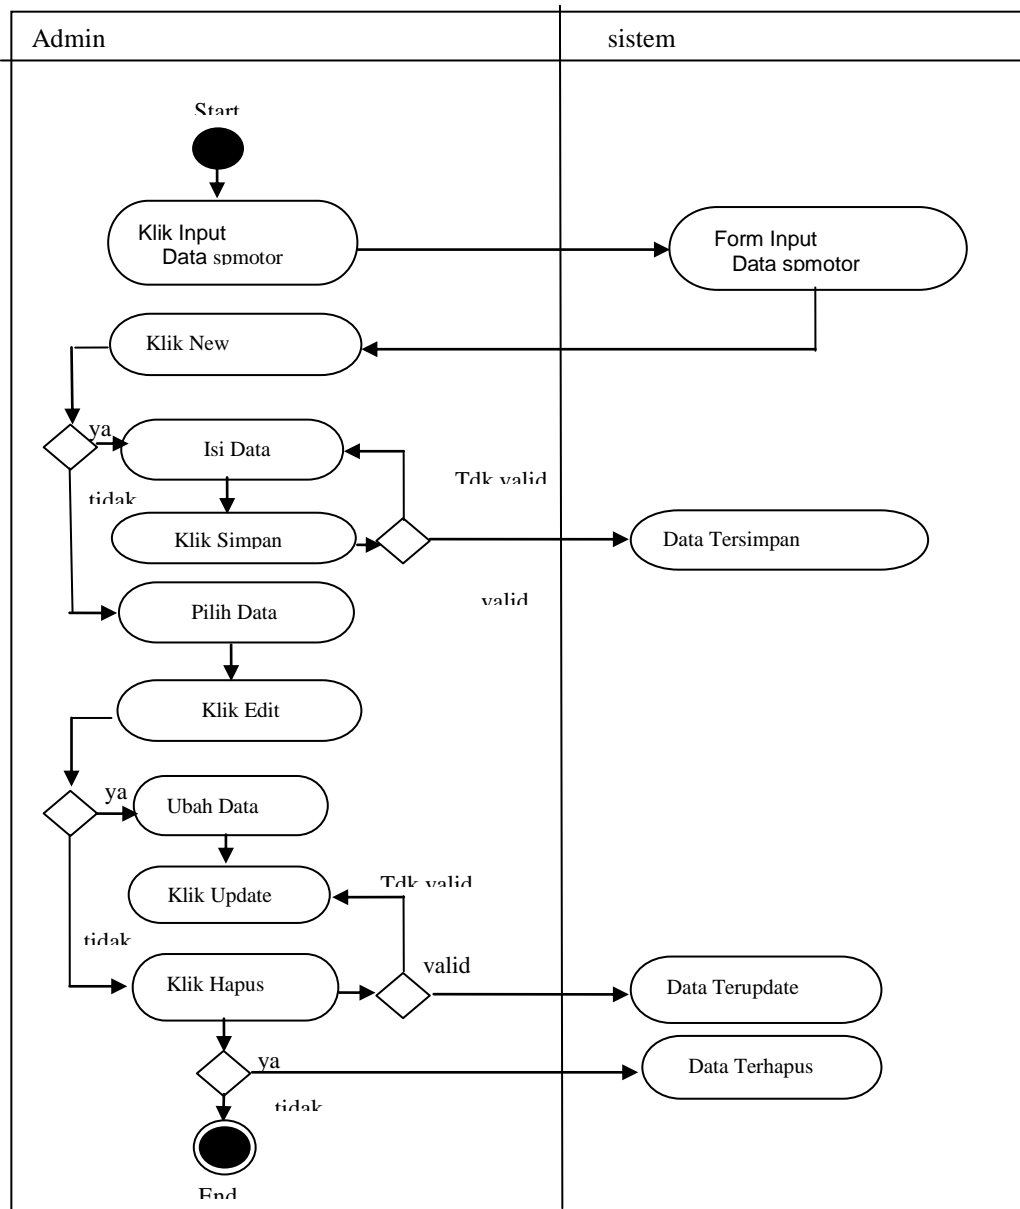 Admin
sistem
Start
Klik Input
Data spmotor
Form Input
Data spmotor
Klik New
ya
Isi Data
Tdk valid
tidak
Klik Simpan
Data Tersimpan
valid
Pilih Data
Klik Edit
ya
Ubah Data
Tdk valid
Klik Update
tidak
valid
Klik Hapus
Data Terupdate
ya
Data Terhapus
tidak
End